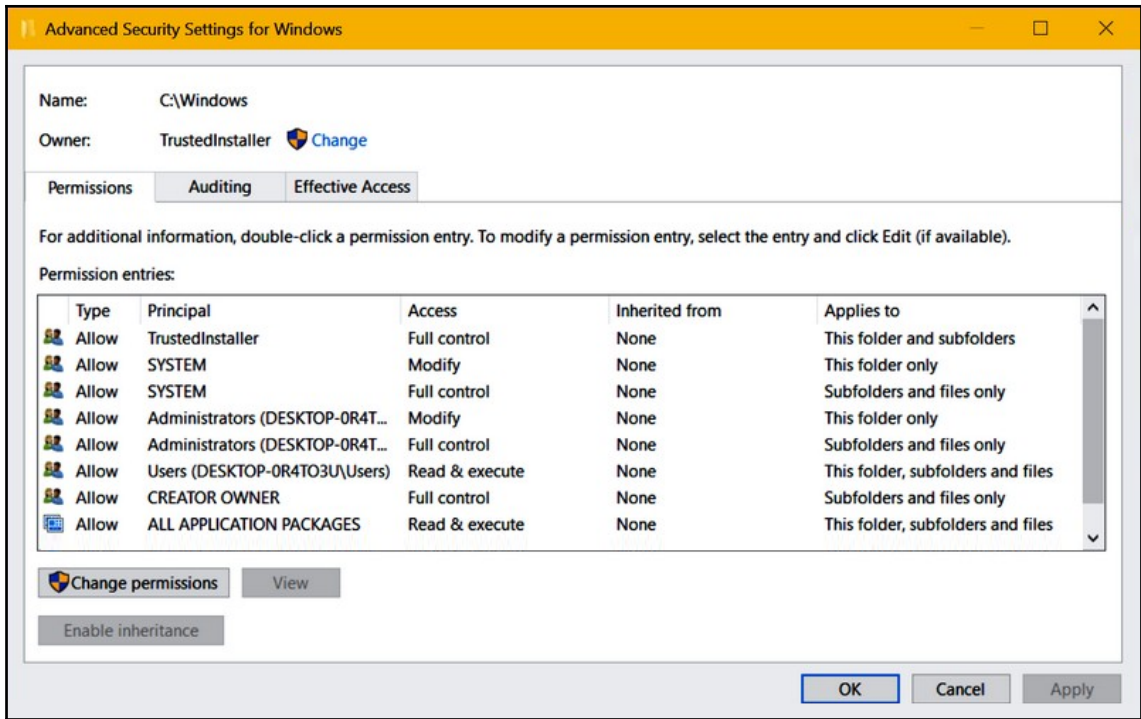 Advanced Security Settings for Windows
Name: C:\Windows
Owner: TrustedInstaller Change
Permissions Auditing Effective Access
For additional information, double-click a permission entry. To modify a permission entry, select the entry and click Edit (if available).
Permission entries:
Type Principal Access Inherited from Applies to
Allow TrustedInstaller Full control None This folder and subfolders
Allow SYSTEM Modify None This folder only
Allow SYSTEM Full control None Subfolders and files only
Allow Administrators (DESKTOP-0R4T... Modify None This folder only
Allow Administrators (DESKTOP-0R4T... Full control None Subfolders and files only
Allow Users (DESKTOP-0R4TO3U\Users) Read & execute None This folder, subfolders and files
Allow CREATOR OWNER Full control None Subfolders and files only
Allow ALL APPLICATION PACKAGES Read & execute None This folder, subfolders and files
Change permissions View
Enable inheritance
OK Cancel Apply